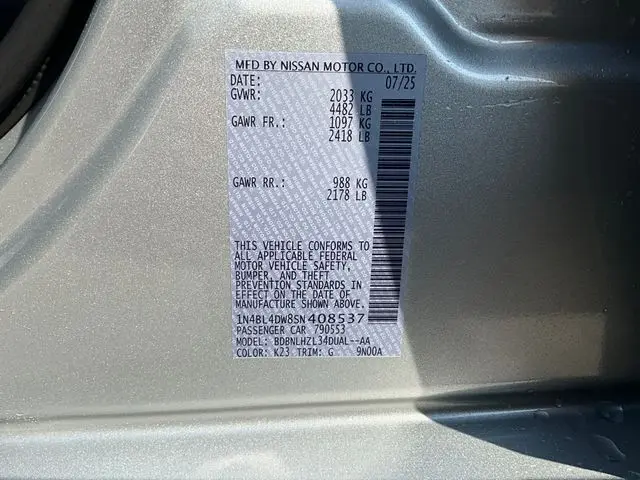 MFD BY NISSAN MOTOR CO., LTD.
DATE: 07/25
GVWR: 2033 KG
4482 LB
GAWR FR.: 1097 KG
2418 LB
GAWR RR.: 988 KG
2178 LB
THIS VEHICLE CONFORMS TO
ALL APPLICABLE FEDERAL
MOTOR VEHICLE SAFETY,
BUMPER, AND THEFT
PREVENTION STANDARDS IN
EFFECT ON THE DATE OF
MANUFACTURE SHOWN ABOVE.
1N4BL4DW8SN408537
PASSENGER CAR 790553
MODEL: BDBNLHZL34DUAL--AA
COLOR: K23 TRIM: G 9N00A